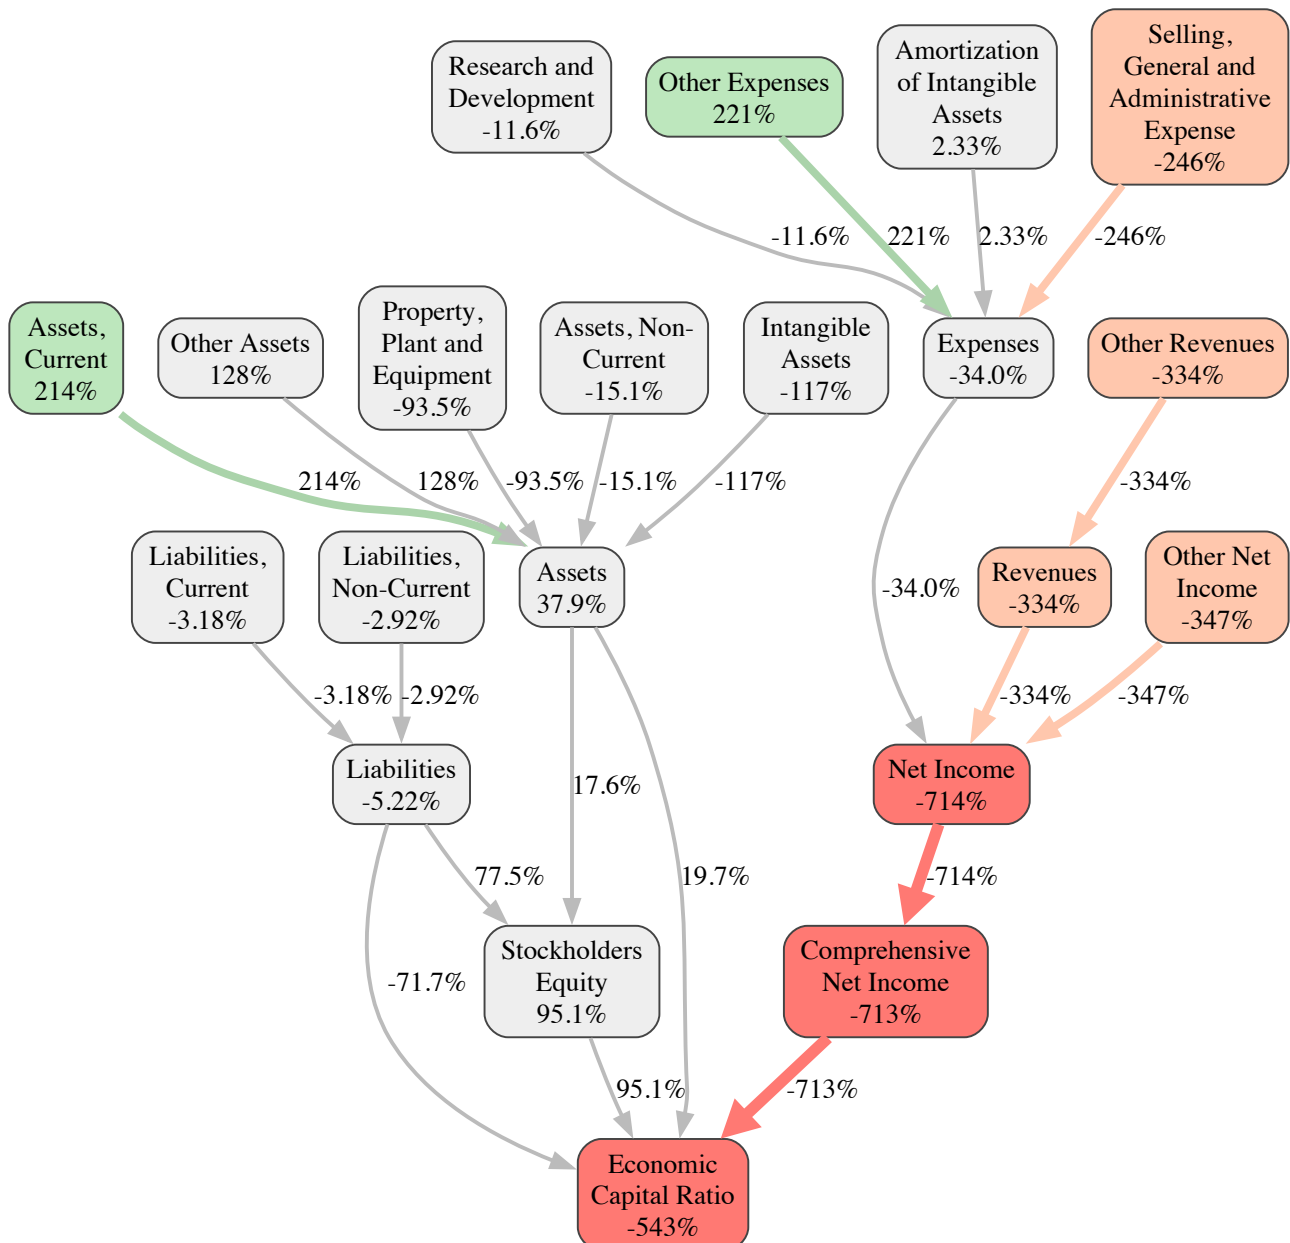 Research and
Development
-11.6%
Other Expenses
221%
Amortization
of Intangible
Assets
2.33%
Selling,
General and
Administrative
Expense
-246%
-11.6%
221%
2.33%
-246%
Assets,
Current
214%
Other Assets
128%
Property,
Plant and
Equipment
-93.5%
Assets, Non-
Current
-15.1%
Intangible
Assets
-117%
Expenses
-34.0%
Other Revenues
-334%
214%
128%
-93.5%
-15.1%
-117%
-334%
Liabilities,
Current
-3.18%
Liabilities,
Non-Current
-2.92%
Assets
37.9%
-34.0%
Revenues
-334%
Other Net
Income
-347%
-3.18%
-2.92%
-334%
-347%
Liabilities
-5.22%
17.6%
Net Income
-714%
77.5%
19.7%
-714%
-71.7%
Stockholders
Equity
95.1%
Comprehensive
Net Income
-713%
95.1%
-713%
Economic
Capital Ratio
-543%